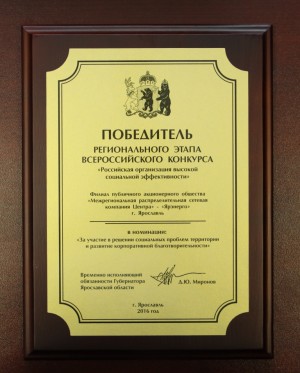 ПОБЕДИТЕЛЬ
РЕГИОНАЛЬНОГО ЭТАПА
ВСЕРОССИЙСКОГО КОНКУРСА
«Российская организация высокой
социальной эффективности»
Филиал публичного акционерного общества
«Межрегиональная распределительная сетевая
компания Центра» - «Ярэнерго»
г. Ярославль
в номинации:
«За участие в решении социальных проблем территории
и развитие корпоративной благотворительности»
Временно исполняющий
обязанности Губернатора
Ярославской области
Д.Ю. Миронов
г. Ярославль
2016 год